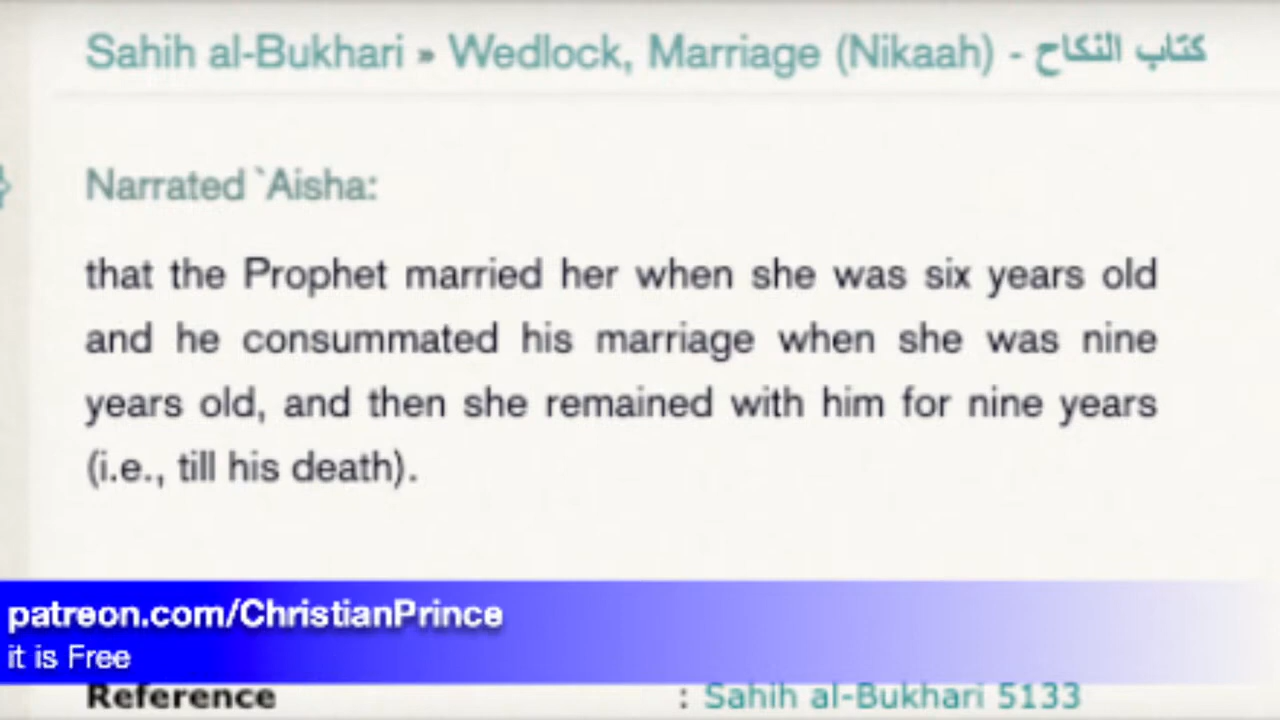 Sahih al-Bukhari » Wedlock, Marriage (Nikaah) - كتاب النكاح
Narrated `Aisha:
that the Prophet married her when she was six years old
and he consummated his marriage when she was nine
years old, and then she remained with him for nine years
(i.e., till his death).
patreon.com/ChristianPrince
it is Free
Reference : Sahih al-Bukhari 5133